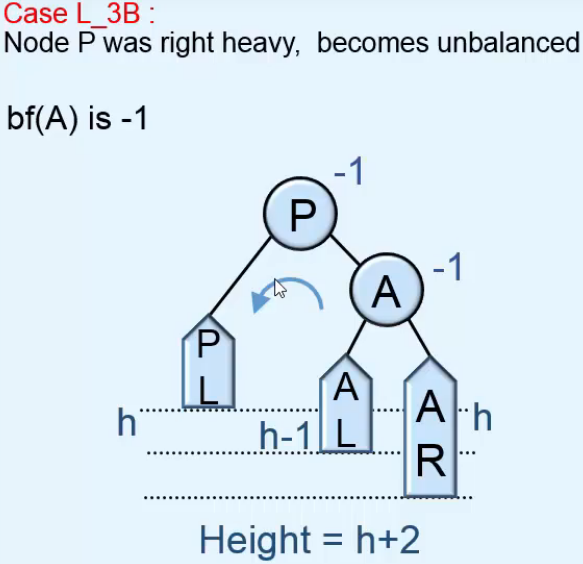 Case L_3B :
Node P was right heavy,  becomes unbalanced
bf(A) is -1
-1
P
-1
A
P
L
A
L
A
R
h
h-1
h
Height = h+2